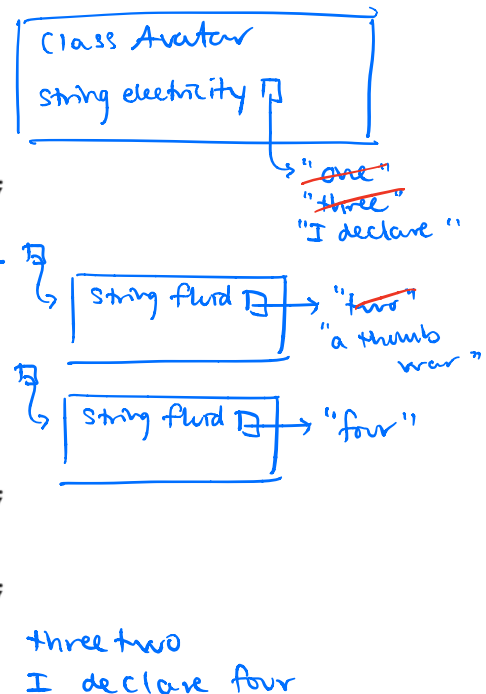 Class Avatar
string electricity
"one"
"three"
"I declare"
string fluid
"two"
"a thumb
war"
string fluid
"four"
three two
I declare four